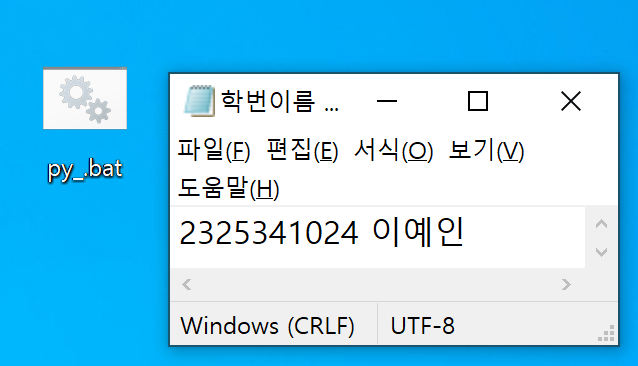 py_.bat
학번이름 ...
파일(F) 편집(E) 서식(O) 보기(V)
도움말(H)
2325341024 이예인
Windows (CRLF) UTF-8